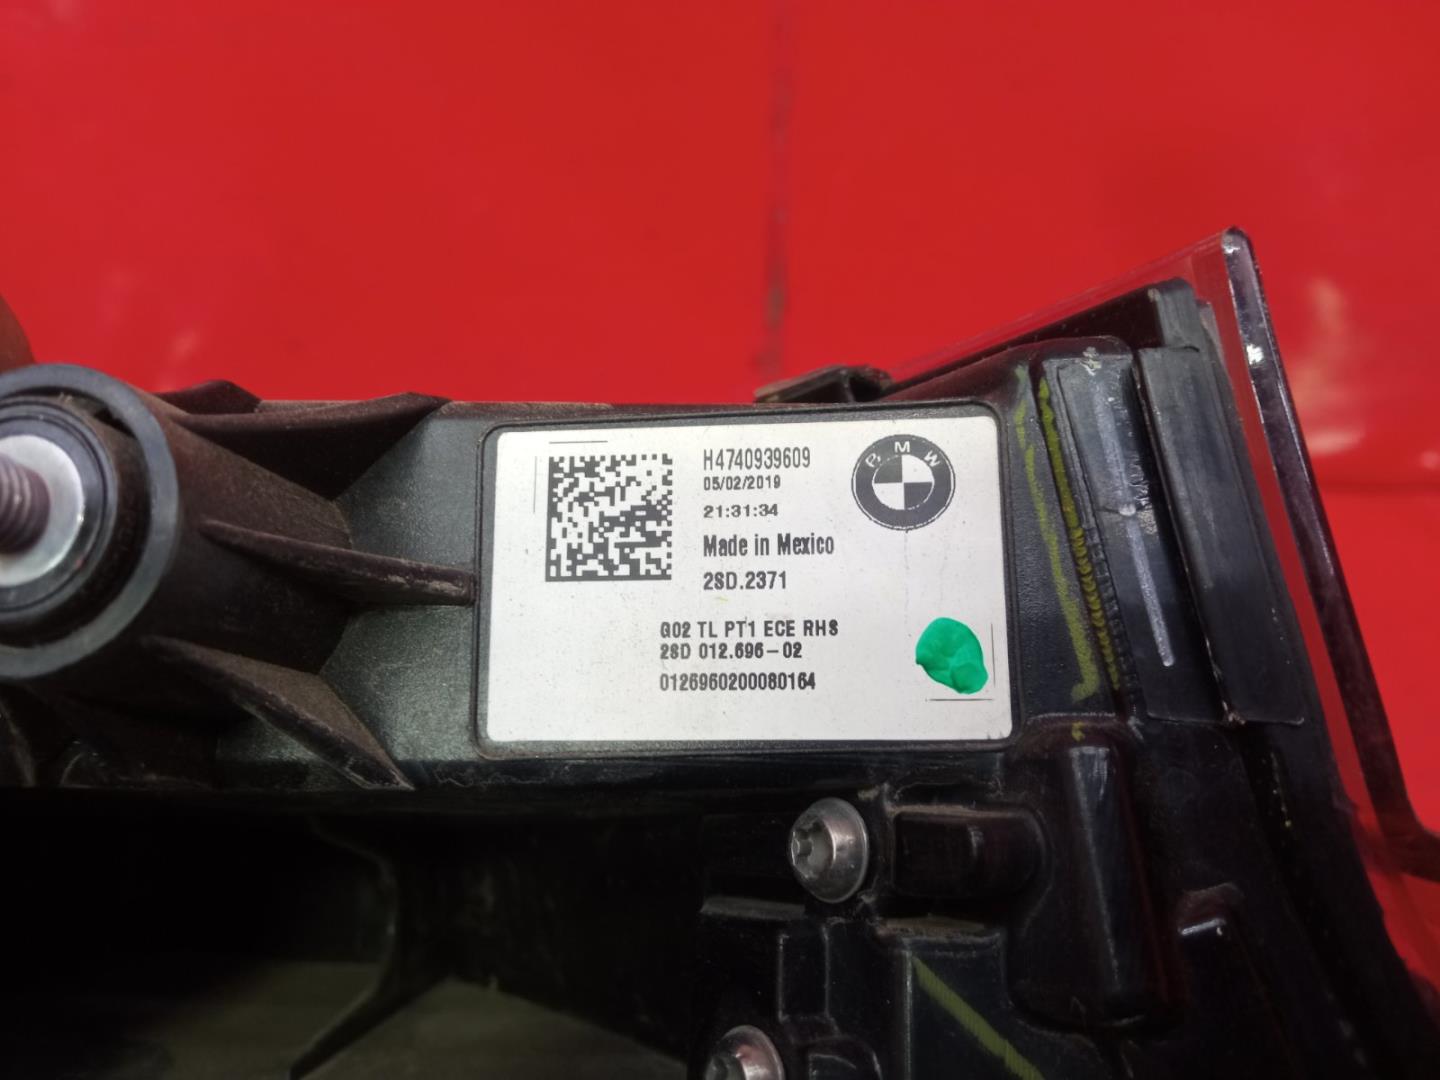 H4740939609
05/02/2019
BMW
21:31:34
Made in Mexico
2SD.2371
G02 TL PT1 ECE RHS
2SD 012.696-02
0126960200080164